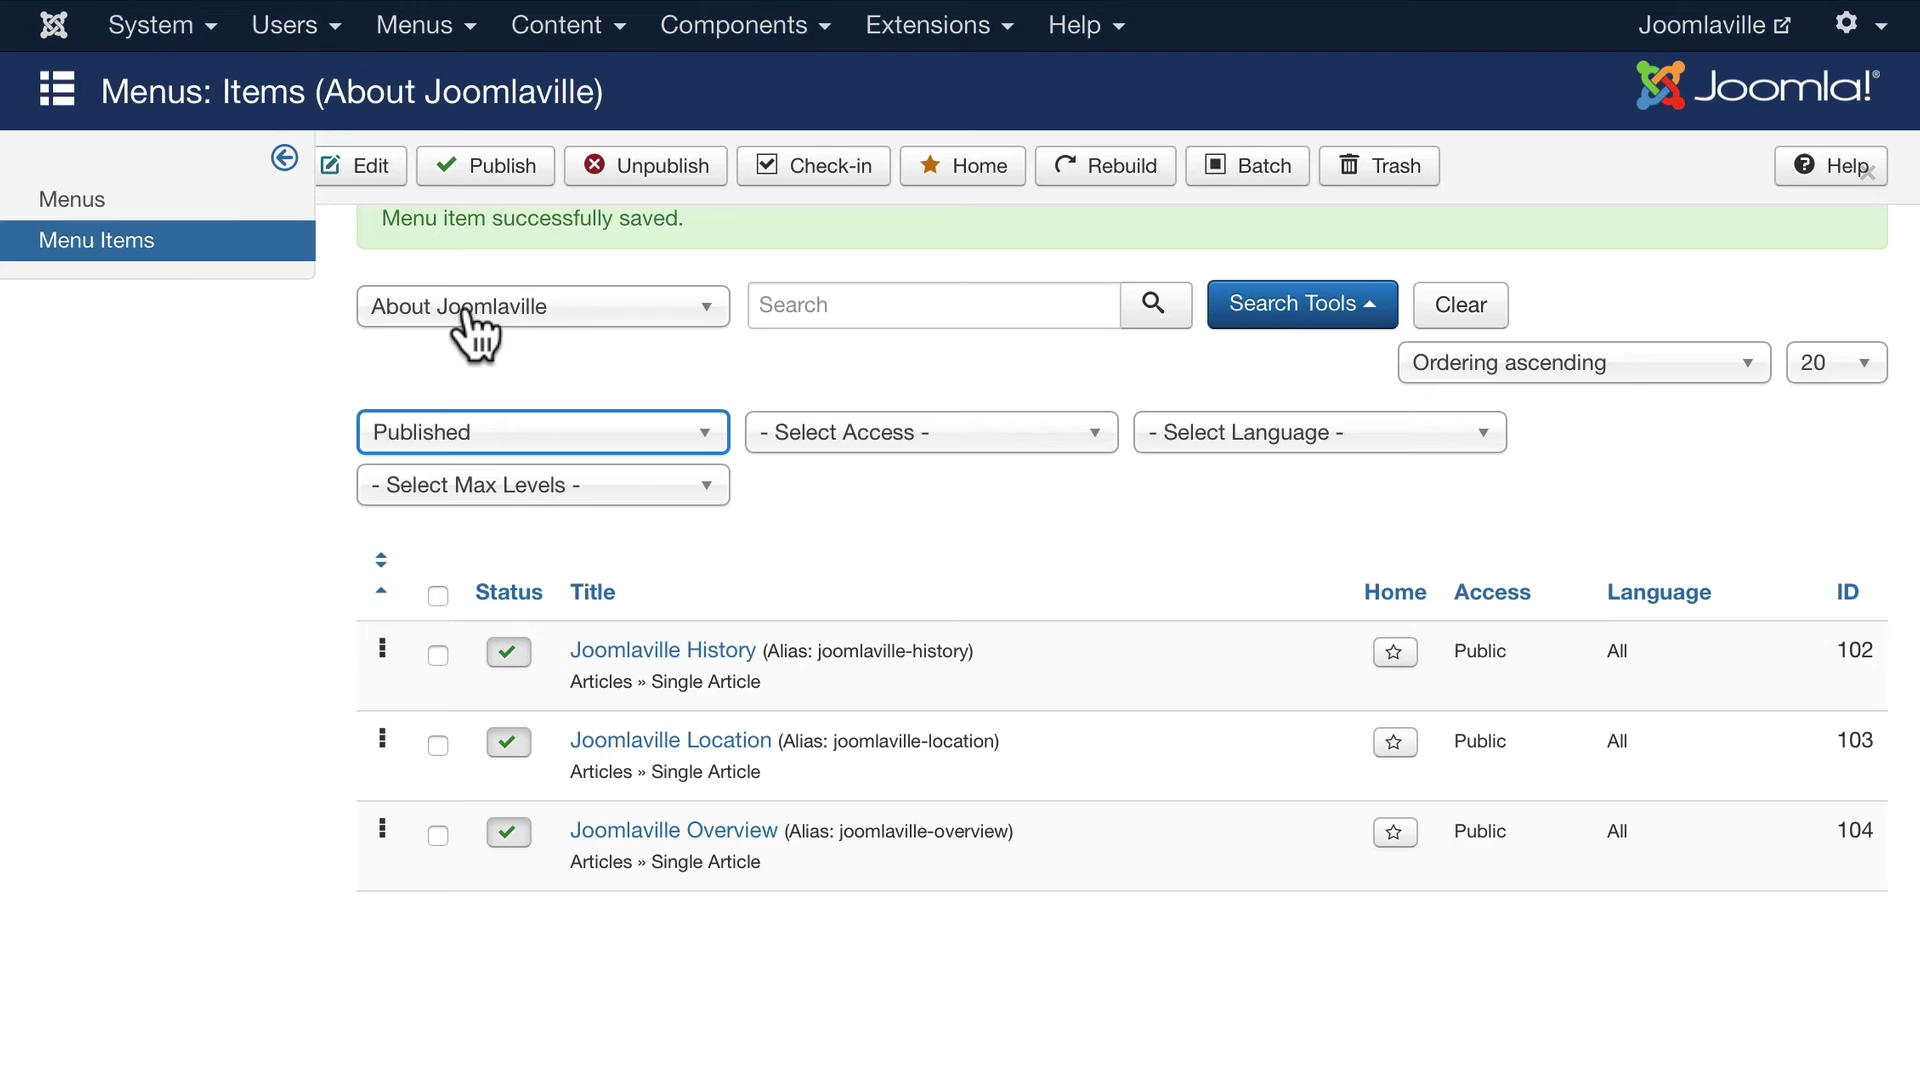 System Users Menus Content Components Extensions Help Joomlaville
Menus: Items (About Joomlaville) Joomla!®
Edit Publish Unpublish Check-in Home Rebuild Batch Trash Help
Menus
Menu Items
Menu item successfully saved.
About Joomlaville Search Search Tools Clear
Ordering ascending 20
Published - Select Access - - Select Language -
- Select Max Levels -
Status Title Home Access Language ID
Joomlaville History (Alias: joomlaville-history) Public All 102
Articles » Single Article
Joomlaville Location (Alias: joomlaville-location) Public All 103
Articles » Single Article
Joomlaville Overview (Alias: joomlaville-overview) Public All 104
Articles » Single Article